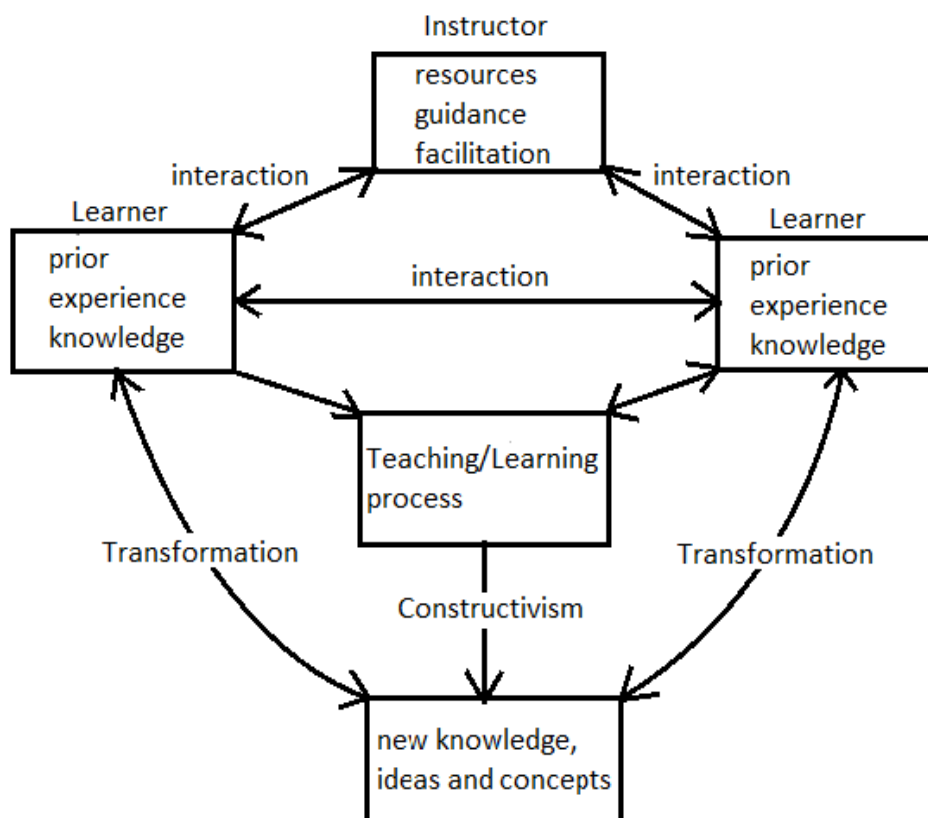 Instructor
resources
guidance
facilitation
interaction
interaction
Learner
Learner
prior
experience
knowledge
interaction
prior
experience
knowledge
Teaching/Learning
process
Transformation
Transformation
Constructivism
new knowledge,
ideas and concepts